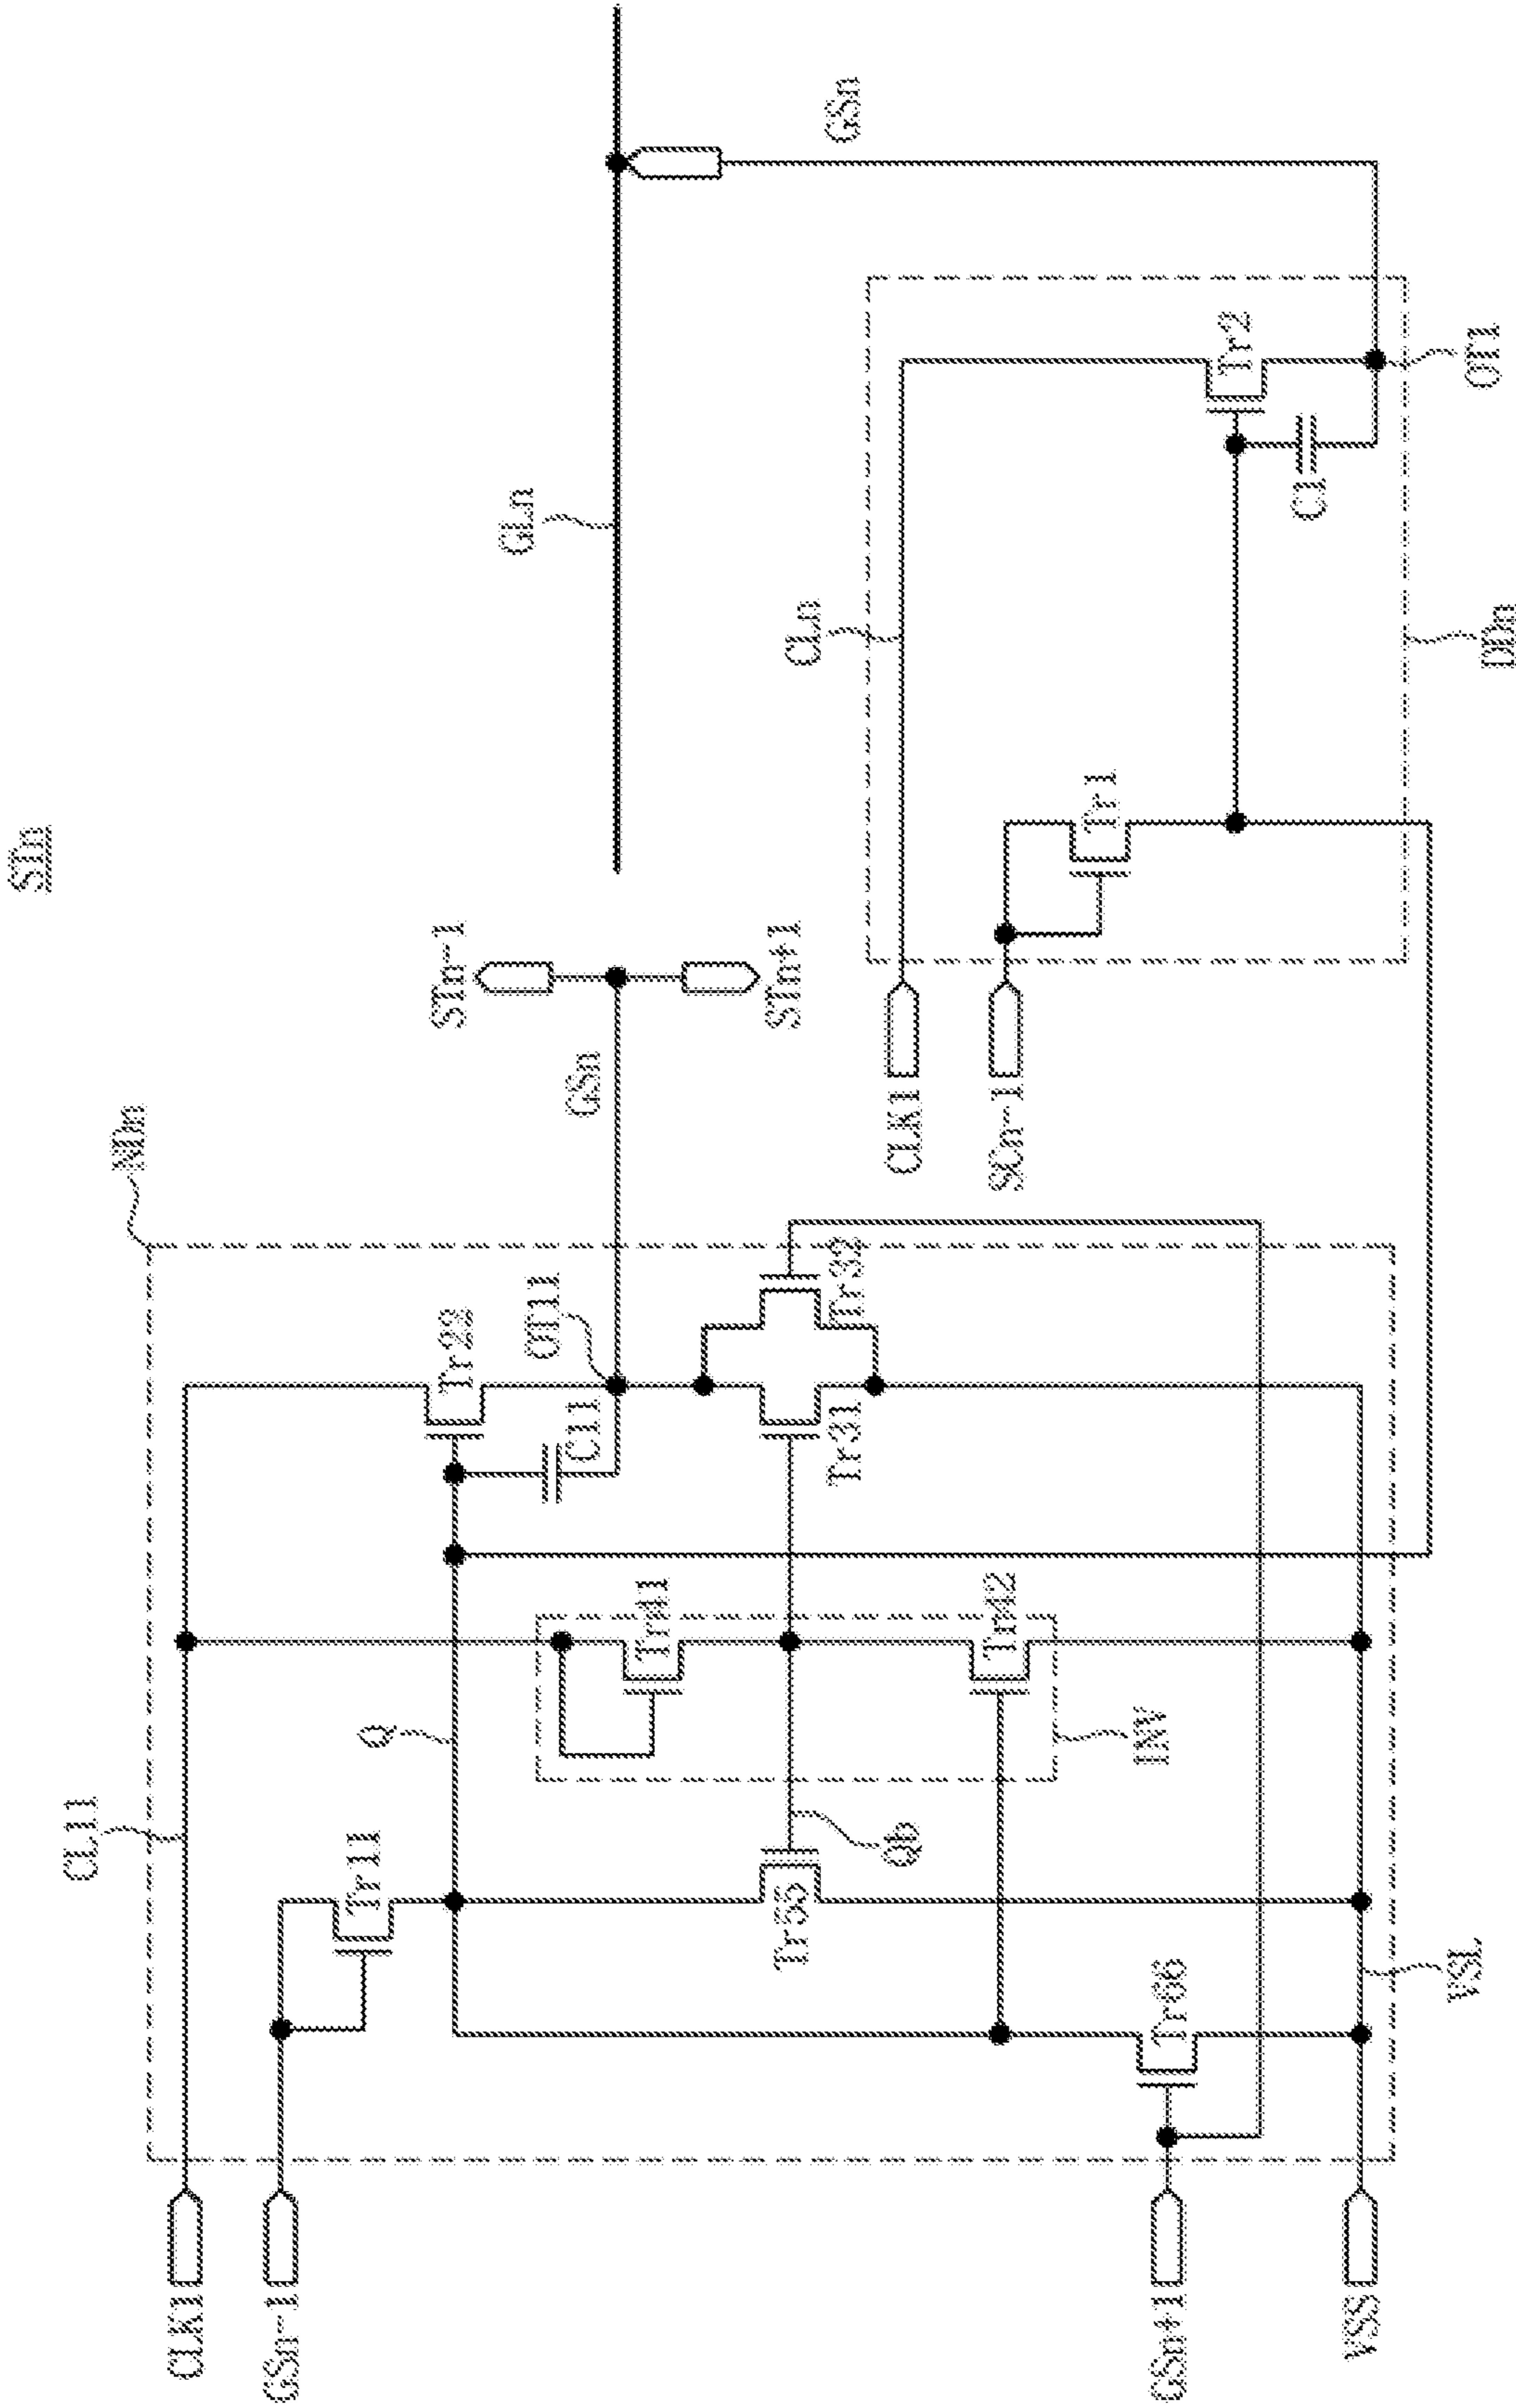 STn
NDn
CLK1
CL11
GSn-1
Tr11
Q
Tr22
C11
OT11
GSn
STn-1
STn+1
GLn
GSn
Tr41
Tr42
INV
Tr55
Qb
Tr31
Tr32
GSn+1
Tr66
VSS
VSL
CLK1
CLn
SCn-1
Tr1
Tr2
C1
OT1
DDn